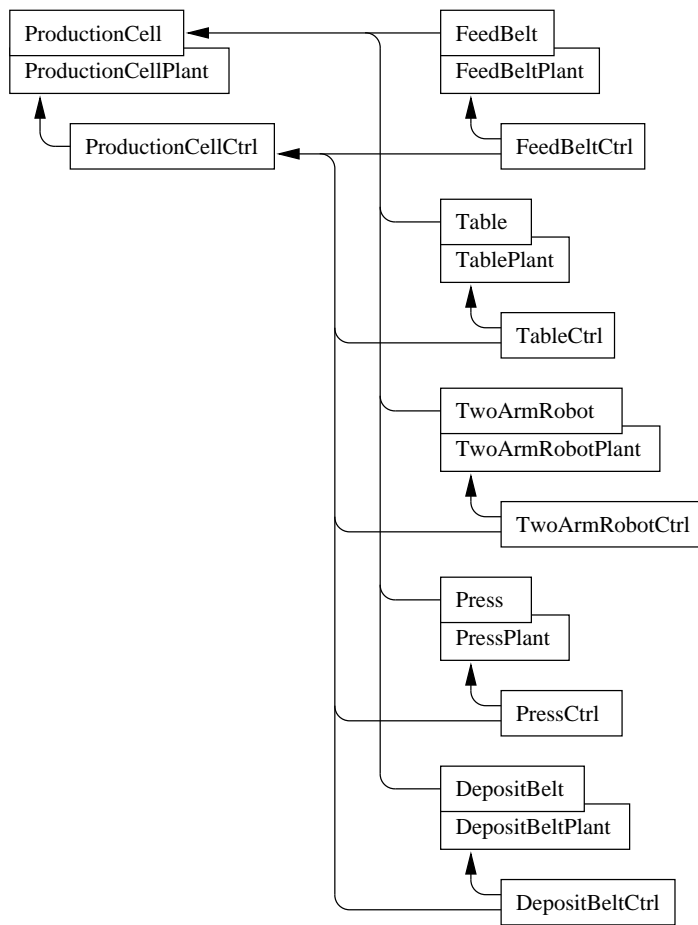 ProductionCell
ProductionCellPlant
ProductionCellCtrl
FeedBelt
FeedBeltPlant
FeedBeltCtrl
Table
TablePlant
TableCtrl
TwoArmRobot
TwoArmRobotPlant
TwoArmRobotCtrl
Press
PressPlant
PressCtrl
DepositBelt
DepositBeltPlant
DepositBeltCtrl